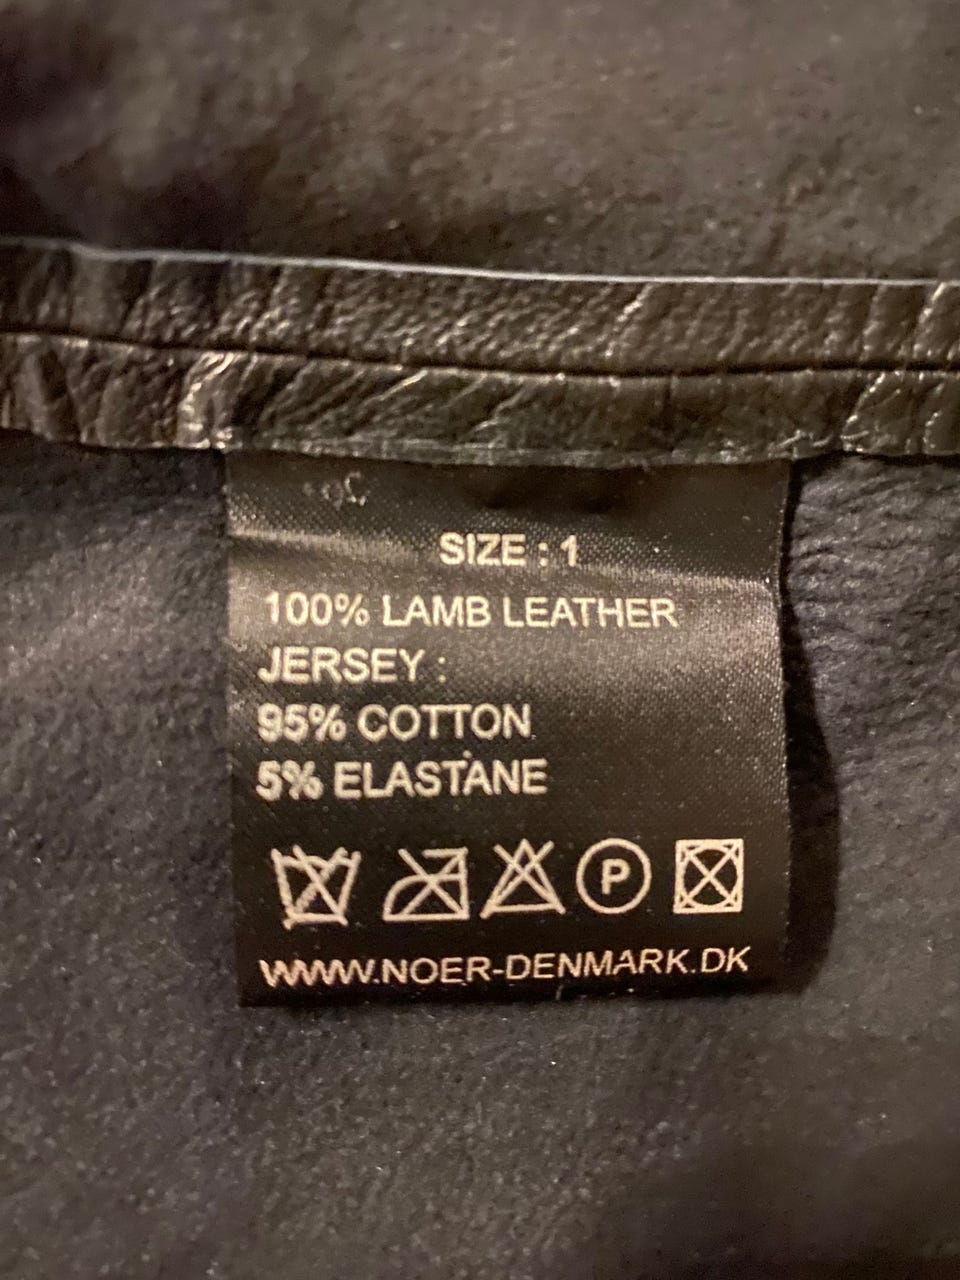 SIZE : 1
100% LAMB LEATHER
JERSEY :
95% COTTON
5% ELASTANE
P
WWW.NOER-DENMARK.DK